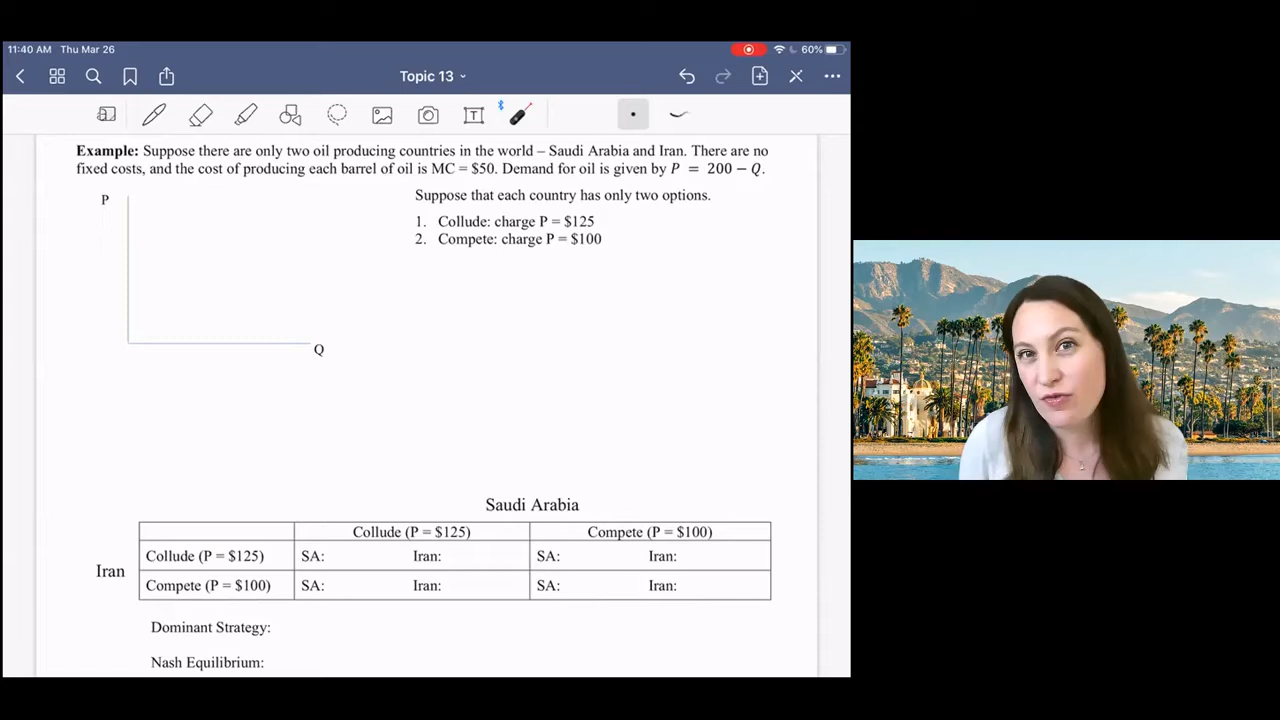 11:40 AM Thu Mar 26
60%
Topic 13
T
Example: Suppose there are only two oil producing countries in the world – Saudi Arabia and Iran. There are no
fixed costs, and the cost of producing each barrel of oil is MC = $50. Demand for oil is given by P = 200 − Q.
P
Suppose that each country has only two options.
1. Collude: charge P = $125
2. Compete: charge P = $100
Q
Saudi Arabia
Collude (P = $125) Compete (P = $100)
Collude (P = $125) SA: Iran: SA: Iran:
Iran
Compete (P = $100) SA: Iran: SA: Iran:
Dominant Strategy:
Nash Equilibrium: